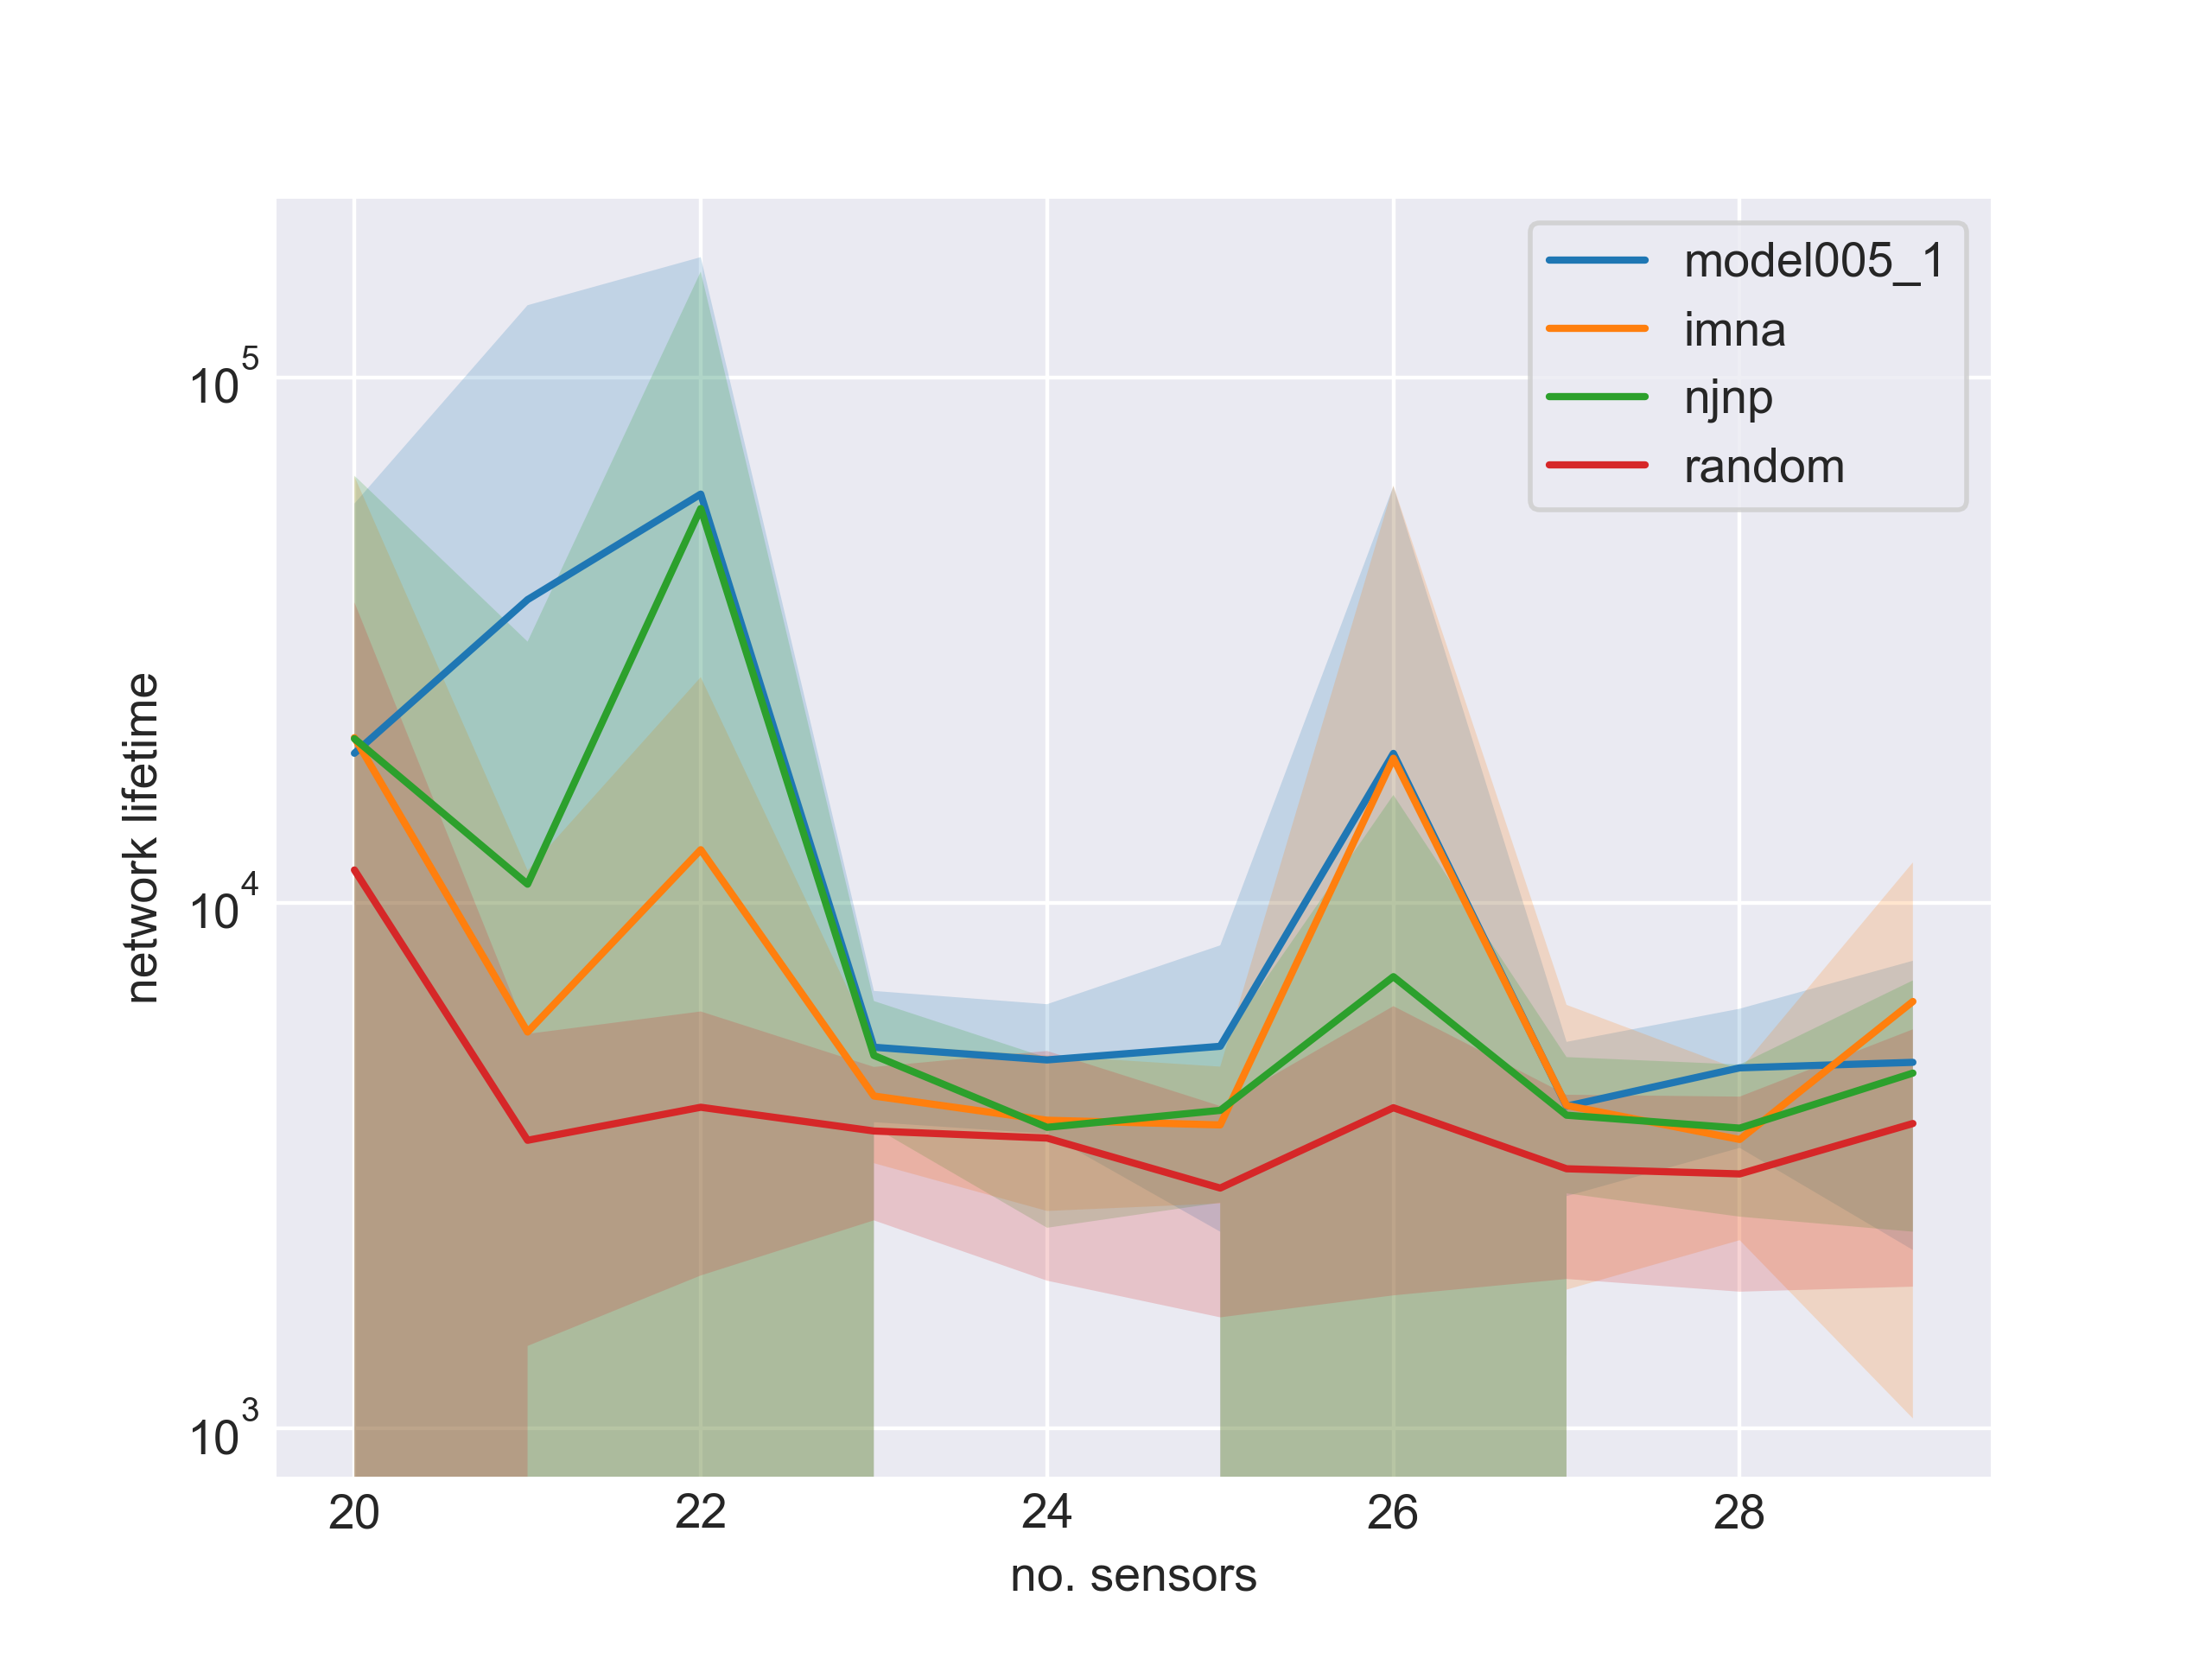 model005_1
imna
njnp
random
10^5
10^4
10^3
network lifetime
20 22 24 26 28
no. sensors